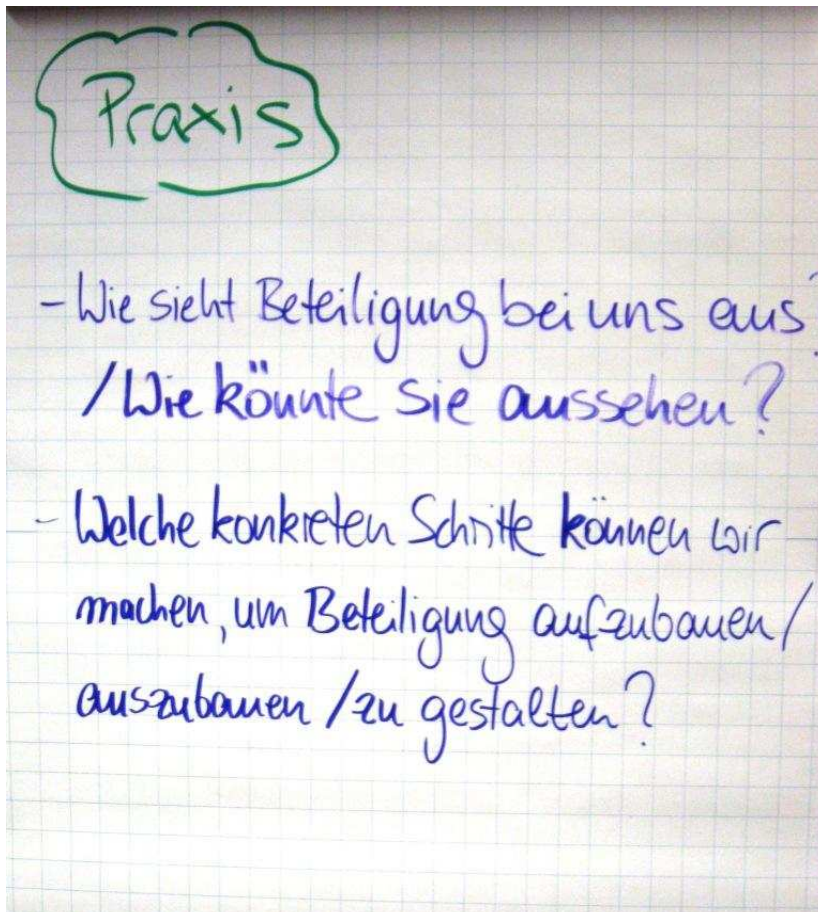 Praxis
- Wie sieht Beteiligung bei uns aus?
/Wie könnte sie aussehen?
- Welche konkreten Schritte können wir
machen, um Beteiligung aufzubauen/
auszubauen /zu gestalten?